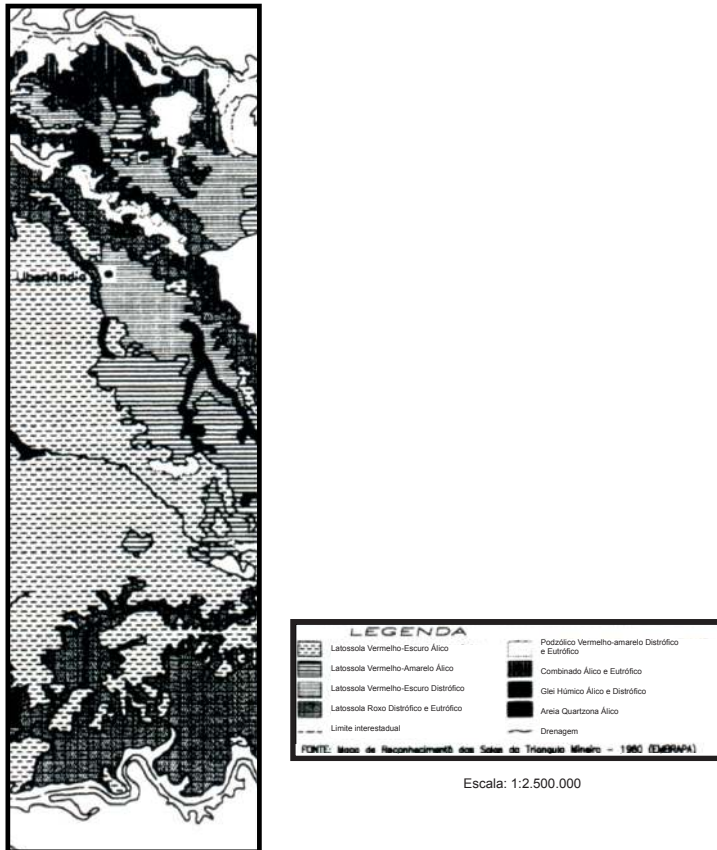 Uberlândia
LEGENDA
Latossola Vermelho-Escuro Álico
Latossola Vermelho-Amarelo Álico
Latossola Vermelho-Escuro Distrófico
Latossola Roxo Distrófico e Eutrófico
Limite interestadual
Podzólico Vermelho-amarelo Distrófico
e Eutrófico
Combinado Álico e Eutrófico
Glei Húmico Álico e Distrófico
Areia Quartzona Álico
Drenagem
FONTE: Mapa de Reconhecimento dos Solos do Triangulo Mineiro - 1980 (EMBRAPA)
Escala: 1:2.500.000